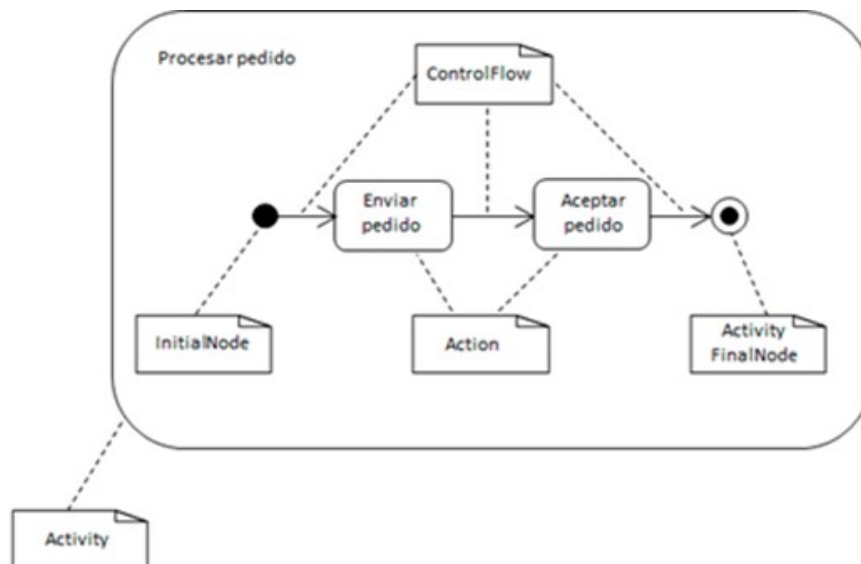 Procesar pedido
ControlFlow
Enviar
pedido
Aceptar
pedido
InitialNode
Action
Activity
FinalNode
Activity